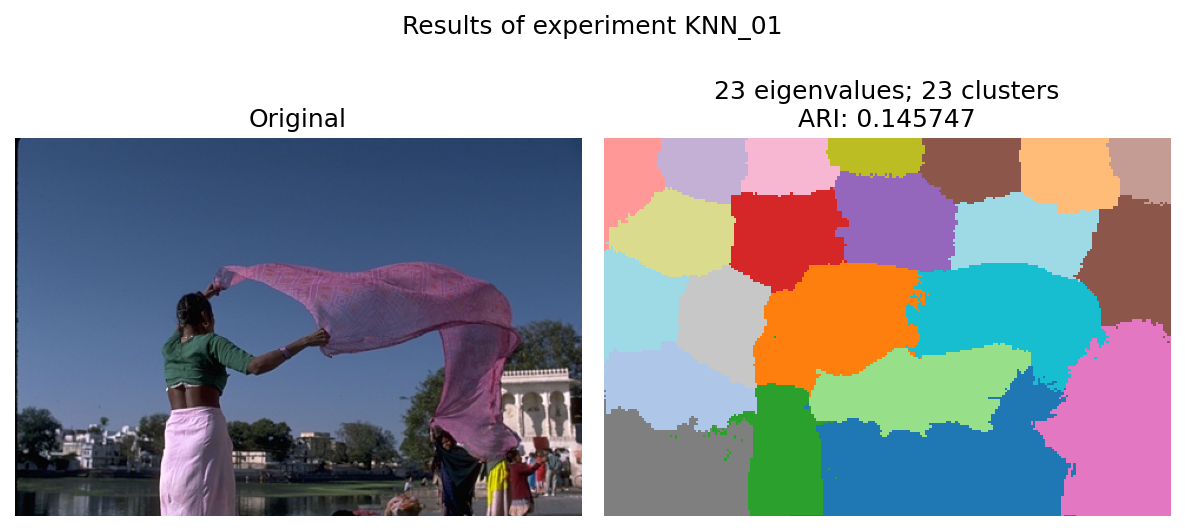 Results of experiment KNN_01
Original
23 eigenvalues; 23 clusters
ARI: 0.145747